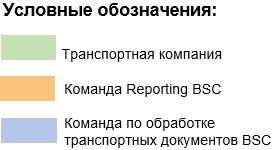 Условные обозначения:
Транспортная компания
Команда Reporting BSC
Команда по обработке
транспортных документов BSC